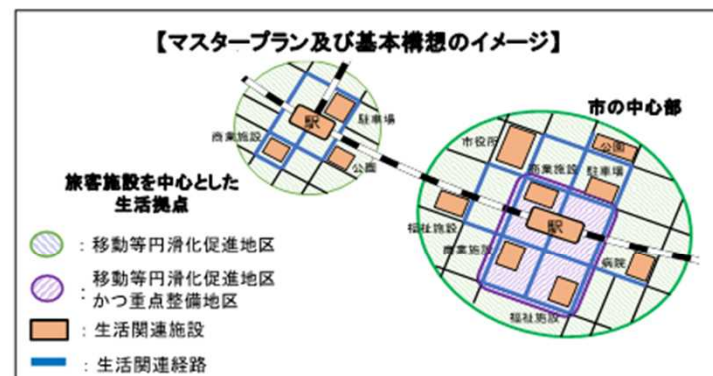 【マスタープラン及び基本構想のイメージ】
市の中心部
駅
駐車場
商業施設
公園
市役所
公園
商業施設
駐車場
駅
福祉施設
商業施設
病院
福祉施設
旅客施設を中心とした
生活拠点
：移動等円滑化促進地区
：移動等円滑化促進地区
かつ重点整備地区
：生活関連施設
：生活関連経路